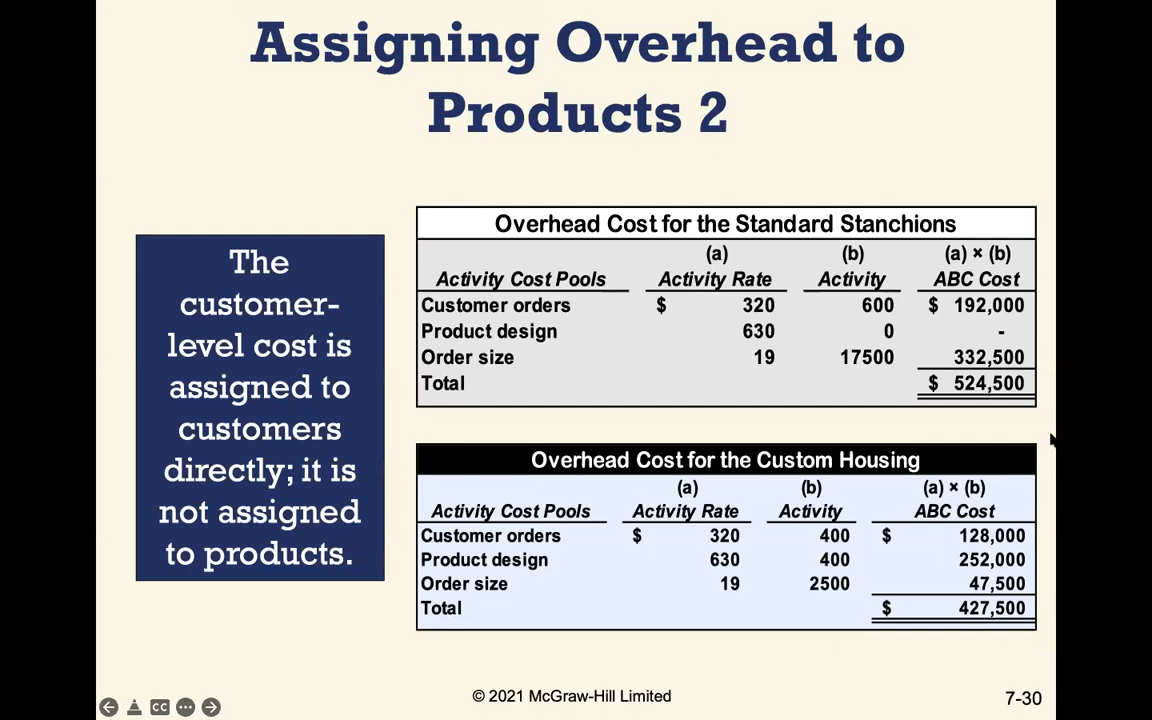 Assigning Overhead to
Products 2
The
customer-
level cost is
assigned to
customers
directly; it is
not assigned
to products.
Overhead Cost for the Standard Stanchions
(a) (b) (a) × (b)
Activity Cost Pools Activity Rate Activity ABC Cost
Customer orders $ 320 600 $ 192,000
Product design 630 0 -
Order size 19 17500 332,500
Total $ 524,500
Overhead Cost for the Custom Housing
(a) (b) (a) × (b)
Activity Cost Pools Activity Rate Activity ABC Cost
Customer orders $ 320 400 $ 128,000
Product design 630 400 252,000
Order size 19 2500 47,500
Total $ 427,500
CC
© 2021 McGraw-Hill Limited
7-30